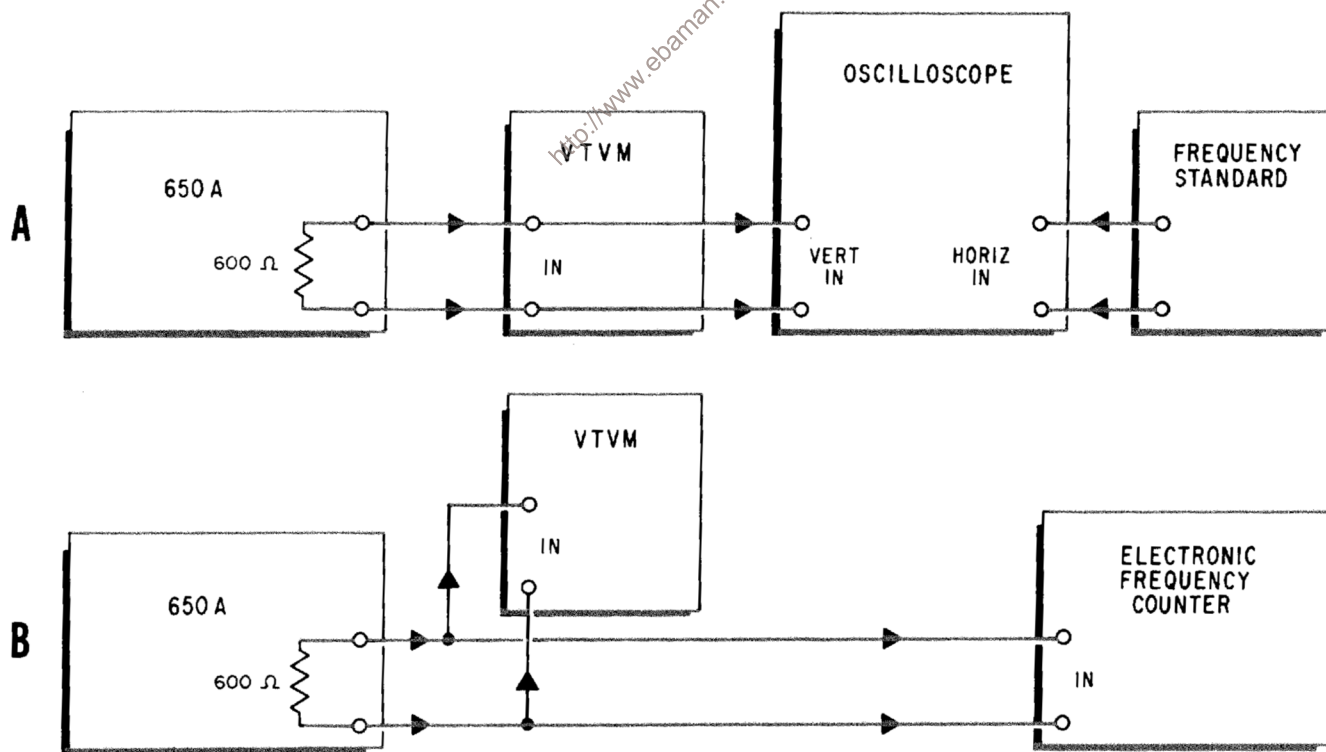 http://www.ebaman.
OSCILLOSCOPE
650 A
VTVM
FREQUENCY
STANDARD
A
600 Ω
IN
VERT
IN
HORIZ
IN
VTVM
IN
650 A
ELECTRONIC
FREQUENCY
COUNTER
B
600 Ω
IN